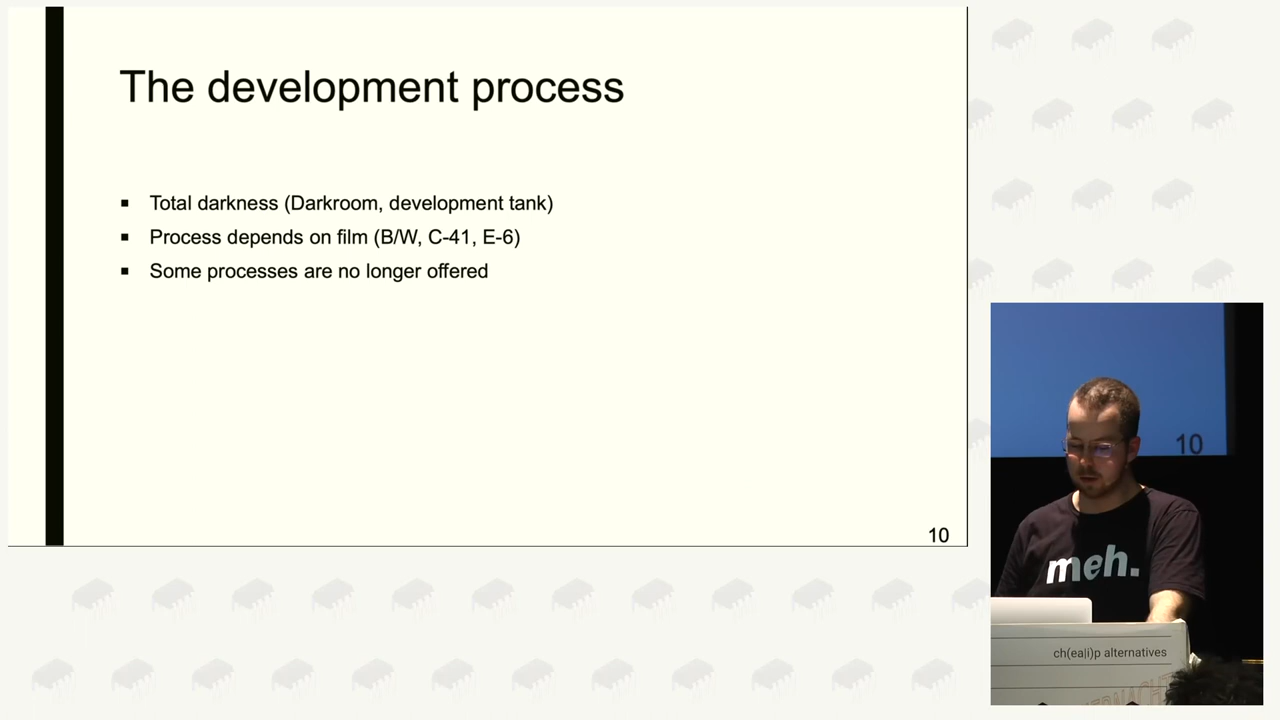 The development process
Total darkness (Darkroom, development tank)
Process depends on film (B/W, C-41, E-6)
Some processes are no longer offered
10
10
meh.
ch(ea|i)p alternatives